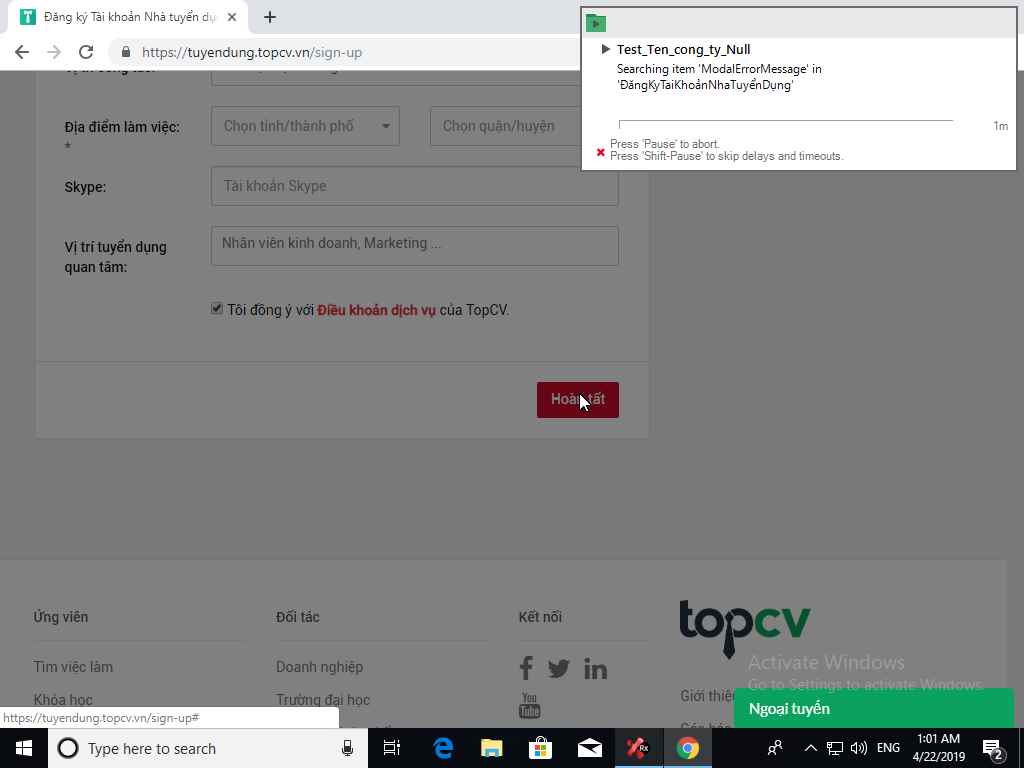 Đăng ký Tài khoản Nhà tuyển dụ
https://tuyendung.topcv.vn/sign-up
Test_Ten_cong_ty_Null
Searching item 'ModalErrorMessage' in
'ĐăngKyTaiKhoảnNhaTuyểnDụng'
1m
Press 'Pause' to abort.
Press 'Shift-Pause' to skip delays and timeouts.
Địa điểm làm việc:
*
Chọn tỉnh/thành phố
Chọn quận/huyện
Skype:
Tài khoản Skype
Vị trí tuyển dụng
quan tâm:
Nhân viên kinh doanh, Marketing ...
Tôi đồng ý với Điều khoản dịch vụ của TopCV.
Hoàn tất
Ứng viên
Đối tác
Kết nối
topcv
Tìm việc làm
Doanh nghiệp
Activate Windows
Go to Settings to activate Windows.
Khóa học
Trường đại học
You
Tube
Giới thiệu
Ngoại tuyến
https://tuyendung.topcv.vn/sign-up#
Type here to search
Rx
ENG
1:01 AM
4/22/2019
2